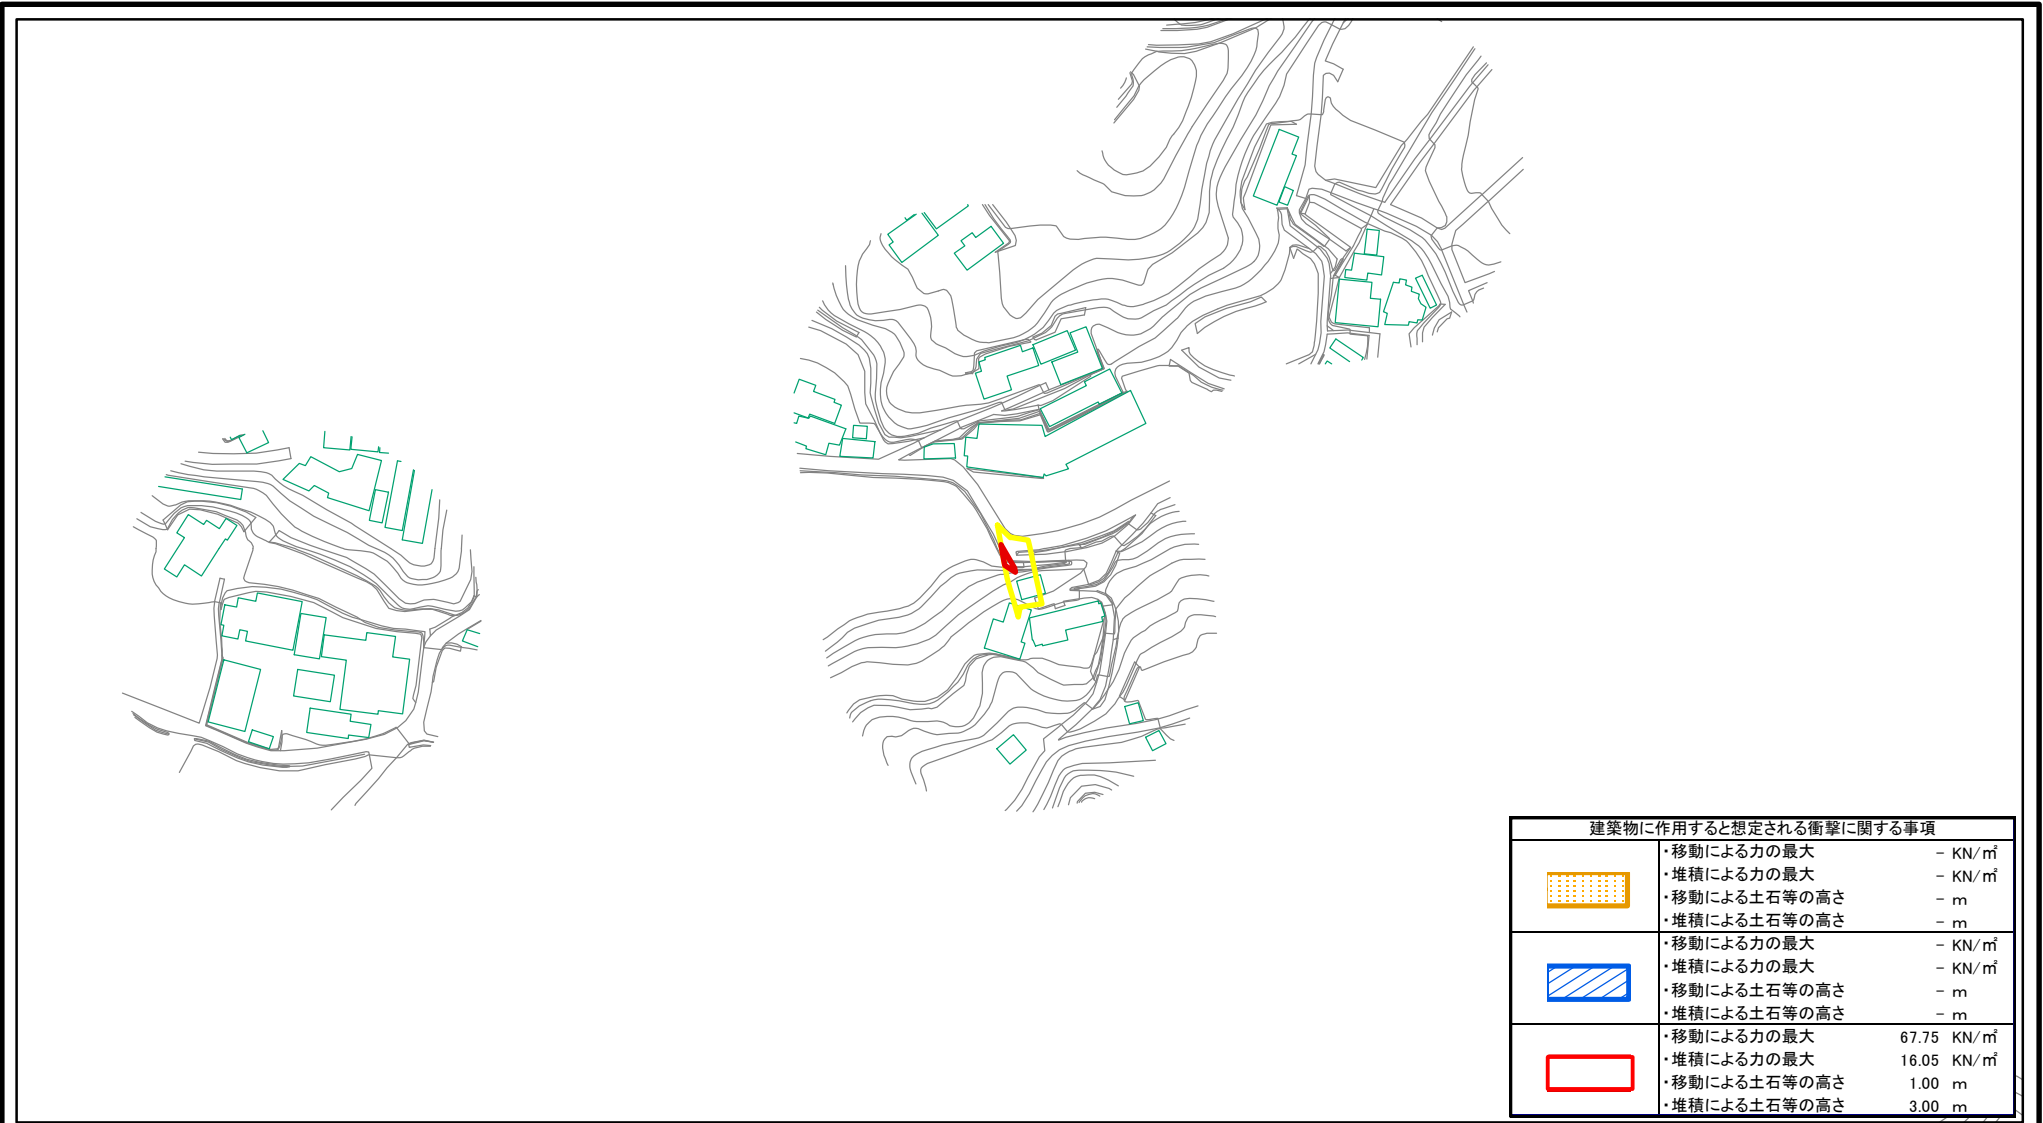 建築物に作用すると想定される衝撃に関する事項
・移動による力の最大 - KN/㎡
・堆積による力の最大 - KN/㎡
・移動による土石等の高さ - m
・堆積による土石等の高さ - m
・移動による力の最大 - KN/㎡
・堆積による力の最大 - KN/㎡
・移動による土石等の高さ - m
・堆積による土石等の高さ - m
・移動による力の最大 67.75 KN/㎡
・堆積による力の最大 16.05 KN/㎡
・移動による土石等の高さ 1.00 m
・堆積による土石等の高さ 3.00 m